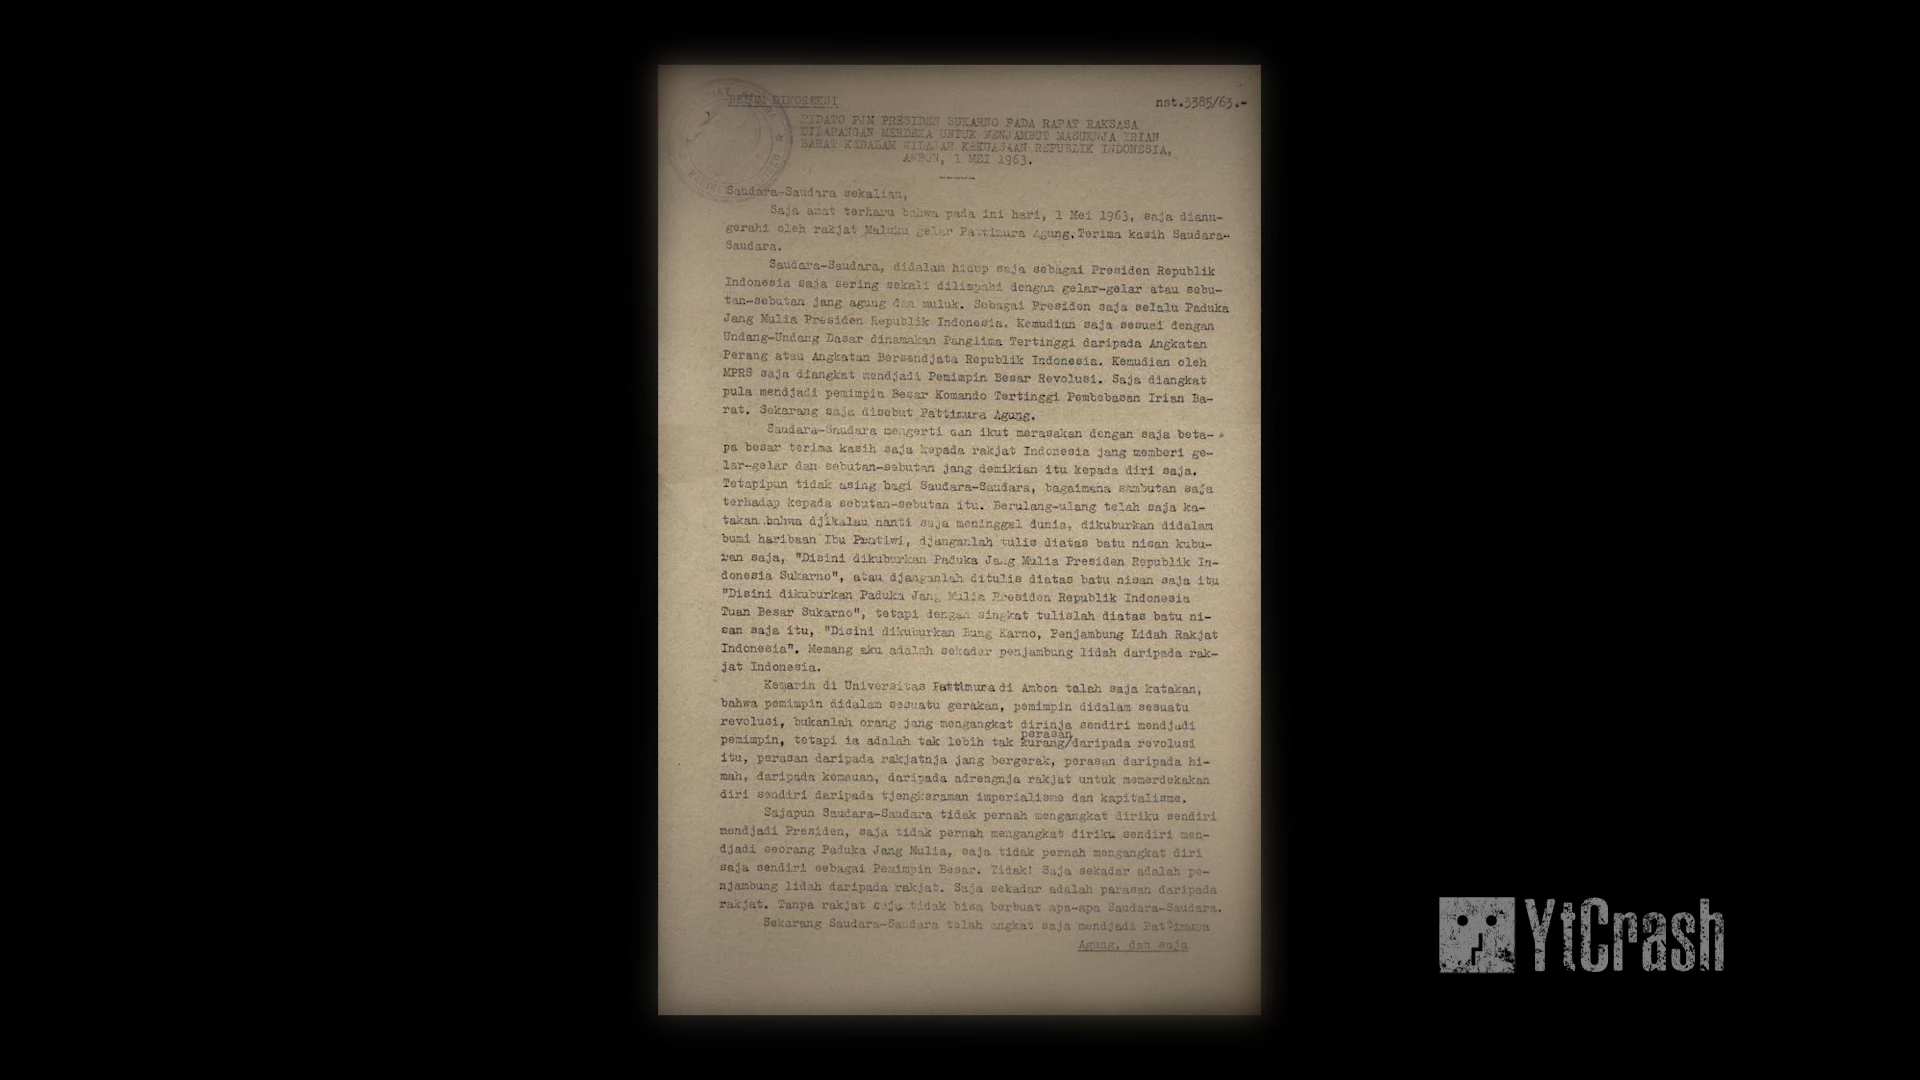 BELUM DIKOREKSI
nst.3385/63.-
PIDATO PJM PRESIDEN SUKARNO PADA RAPAT RAKSASA
DILAPANGAN MERDEKA UNTUK MENJAMBUT MASUKNJA IRIAN
BARAT KEDALAM WILAJAH KEKUASAAN REPUBLIK INDONESIA,
AMBON, 1 MEI 1963.
Saudara-Saudara sekalian,
Saja amat terharu bahwa pada ini hari, 1 Mei 1963, saja dianu-
gerahi oleh rakjat Maluku gelar Pattimura Agung.Terima kasih Saudara-
Saudara.
Saudara-Saudara, didalam hidup saja sebagai Presiden Republik
Indonesia saja sering sekali dilimpahi dengan gelar-gelar atau sebu-
tan-sebutan jang agung dan muluk. Sebagai Presiden saja selalu Paduka
Jang Mulia Presiden Republik Indonesia. Kemudian saja sesuai dengan
Undang-Undang Dasar dinamakan Panglima Tertinggi daripada Angkatan
Perang atau Angkatan Bersendjata Republik Indonesia. Kemudian oleh
MPRS saja diangkat mendjadi Pemimpin Besar Revolusi. Saja diangkat
pula mendjadi pemimpin Besar Komando Tertinggi Pembebasan Irian Ba-
rat. Sekarang saja disebut Pattimura Agung.
Saudara-Saudara mengerti dan ikut merasakan dengan saja beta-
pa besar terima kasih saja kepada rakjat Indonesia jang memberi ge-
lar-gelar dan sebutan-sebutan jang demikian itu kepada diri saja.
Tetapipun tidak asing bagi Saudara-Saudara, bagaimana sambutan saja
terhadap kepada sebutan-sebutan itu. Berulang-ulang telah saja ka-
takan bahwa djikalau nanti saja meninggal dunia, dikuburkan didalam
bumi haribaan Ibu Pratiwi, djanganlah tulis diatas batu nisan kubu-
ran saja, "Disini dikuburkan Paduka Jang Mulia Presiden Republik In-
donesia Sukarno", atau djanganlah ditulis diatas batu nisan saja itu
"Disini dikuburkan Paduka Jang Mulia Presiden Republik Indonesia
Tuan Besar Sukarno", tetapi dengan singkat tulislah diatas batu ni-
san saja itu, "Disini dikuburkan Bung Karno, Penjambung Lidah Rakjat
Indonesia". Memang aku adalah sekadar penjambung lidah daripada rak-
jat Indonesia.
Kemarin di Universitas Pattimura di Ambon telah saja katakan,
bahwa pemimpin didalam sesuatu gerakan, pemimpin didalam sesuatu
revolusi, bukanlah orang jang mengangkat dirinja sendiri mendjadi
perasan
pemimpin, tetapi ia adalah tak lebih tak kurang/daripada revolusi
itu, perasan daripada rakjatnja jang bergerak, perasan daripada hi-
mah, daripada kemauan, daripada adrengnja rakjat untuk memerdekakan
diri sendiri daripada tjengkeraman imperialisme dan kapitalisme.
Sajapun Saudara-Saudara tidak pernah mengangkat diriku sendiri
mendjadi Presiden, saja tidak pernah mengangkat diriku sendiri men-
djadi seorang Paduka Jang Mulia, saja tidak pernah mengangkat diri
saja sendiri sebagai Pemimpin Besar. Tidak! Saja sekadar adalah pe-
njambung lidah daripada rakjat. Saja sekadar adalah parasan daripada
rakjat. Tanpa rakjat saja tidak bisa berbuat apa-apa Saudara-Saudara.
Sekarang Saudara-Saudara telah angkat saja mendjadi Pattimura
Agung, dan saja
YtCrash